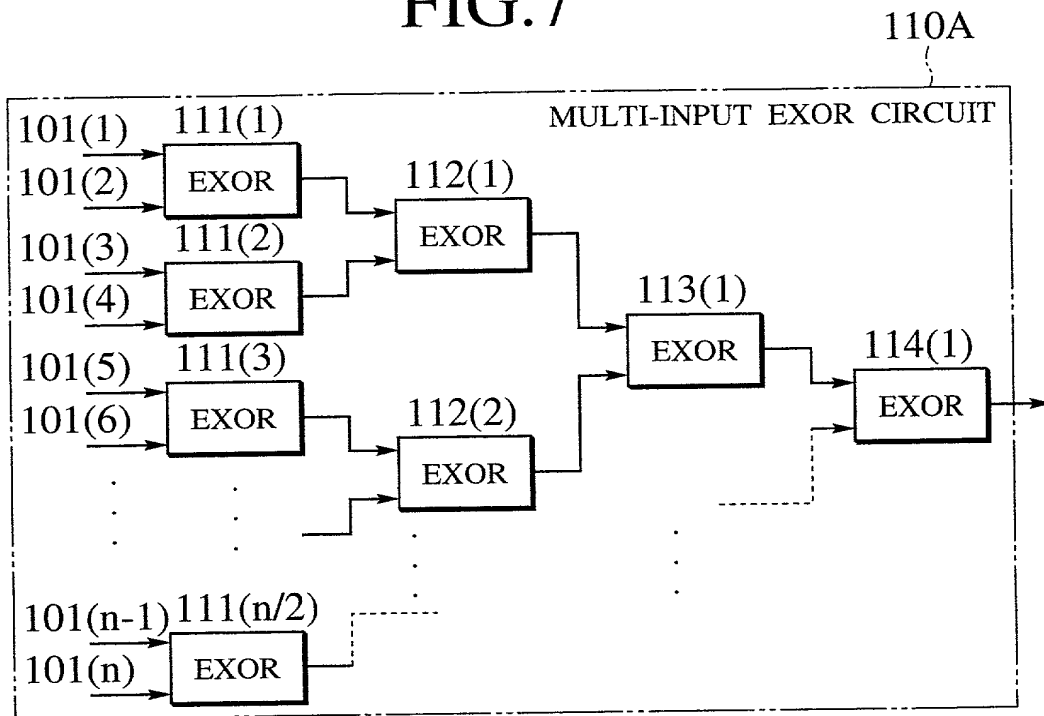 FIG. 7
110A
MULTI-INPUT EXOR CIRCUIT
101(1) 111(1)
EXOR
101(2)
112(1)
EXOR
101(3) 111(2)
EXOR
101(4)
113(1)
EXOR
114(1)
EXOR
101(5) 111(3)
EXOR
101(6)
112(2)
EXOR
101(n-1) 111(n/2)
EXOR
101(n)